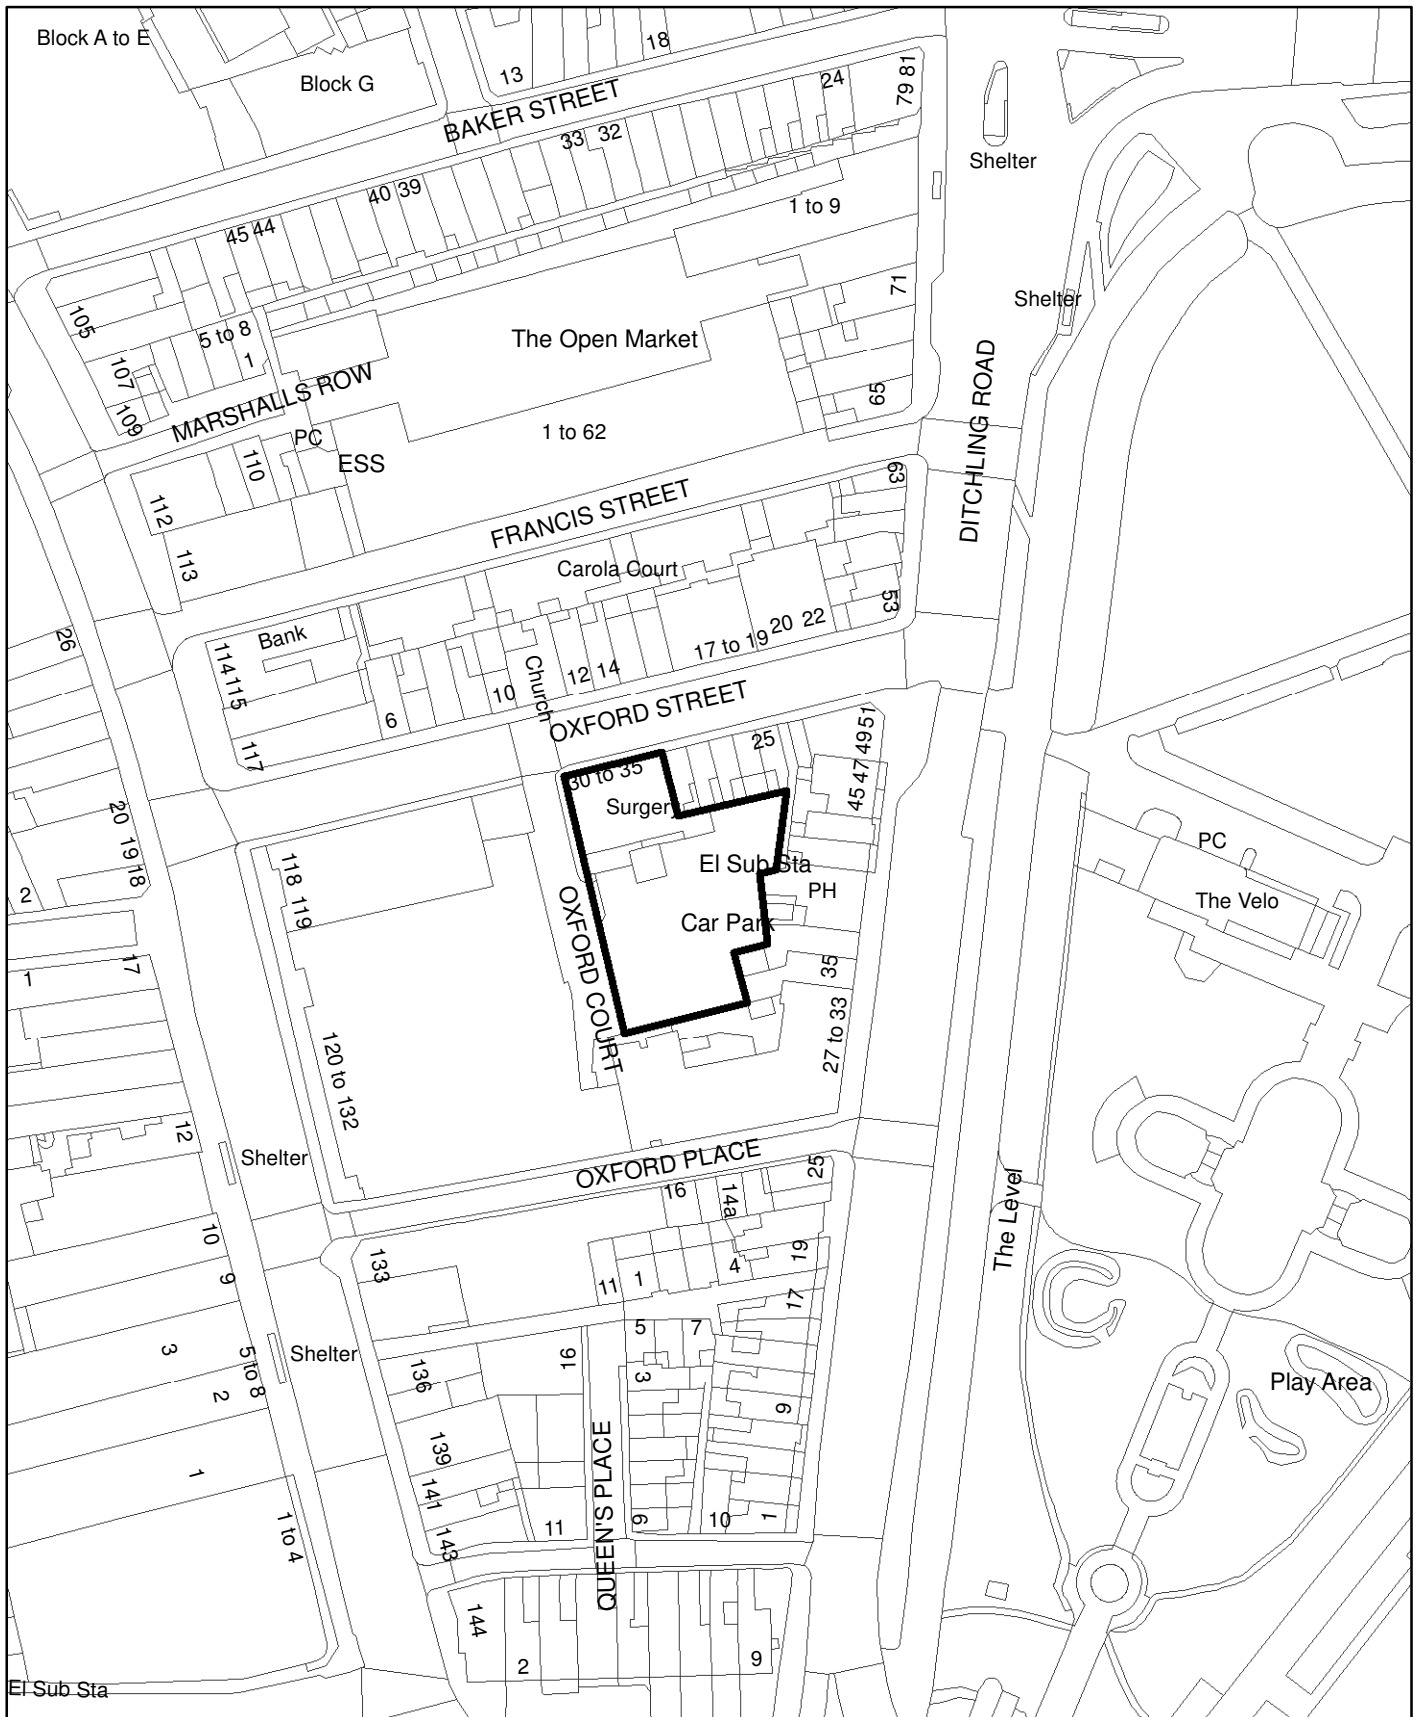 Block A to E
18
Block G
13
24
79 81
BAKER STREET
33 32
Shelter
40 39
1 to 9
45 44
71
Shelter
105
5 to 8
The Open Market
1
107
DITCHLING ROAD
65
MARSHALLS ROW
109
PC
1 to 62
110
ESS
63
112
FRANCIS STREET
113
Carola Court
53
26
Bank
20 22
17 to 19
114 115
Church
12 14
10
6
OXFORD STREET
117
25
45 47 49 51
30 to 35
Surgery
20
19 18
PC
118 119
El Sub Sta
PH
2
The Velo
OXFORD COURT
Car Park
17
1
35
27 to 33
120 to 132
12
Shelter
OXFORD PLACE
25
16
14a
The Level
10
133
19
4
11
1
9
17
5
7
3
5 to 8
Shelter
16
136
3
Play Area
2
9
139
QUEEN'S PLACE
1
141
11
9
10
1
1 to 4
143
144
2
9
El Sub Sta